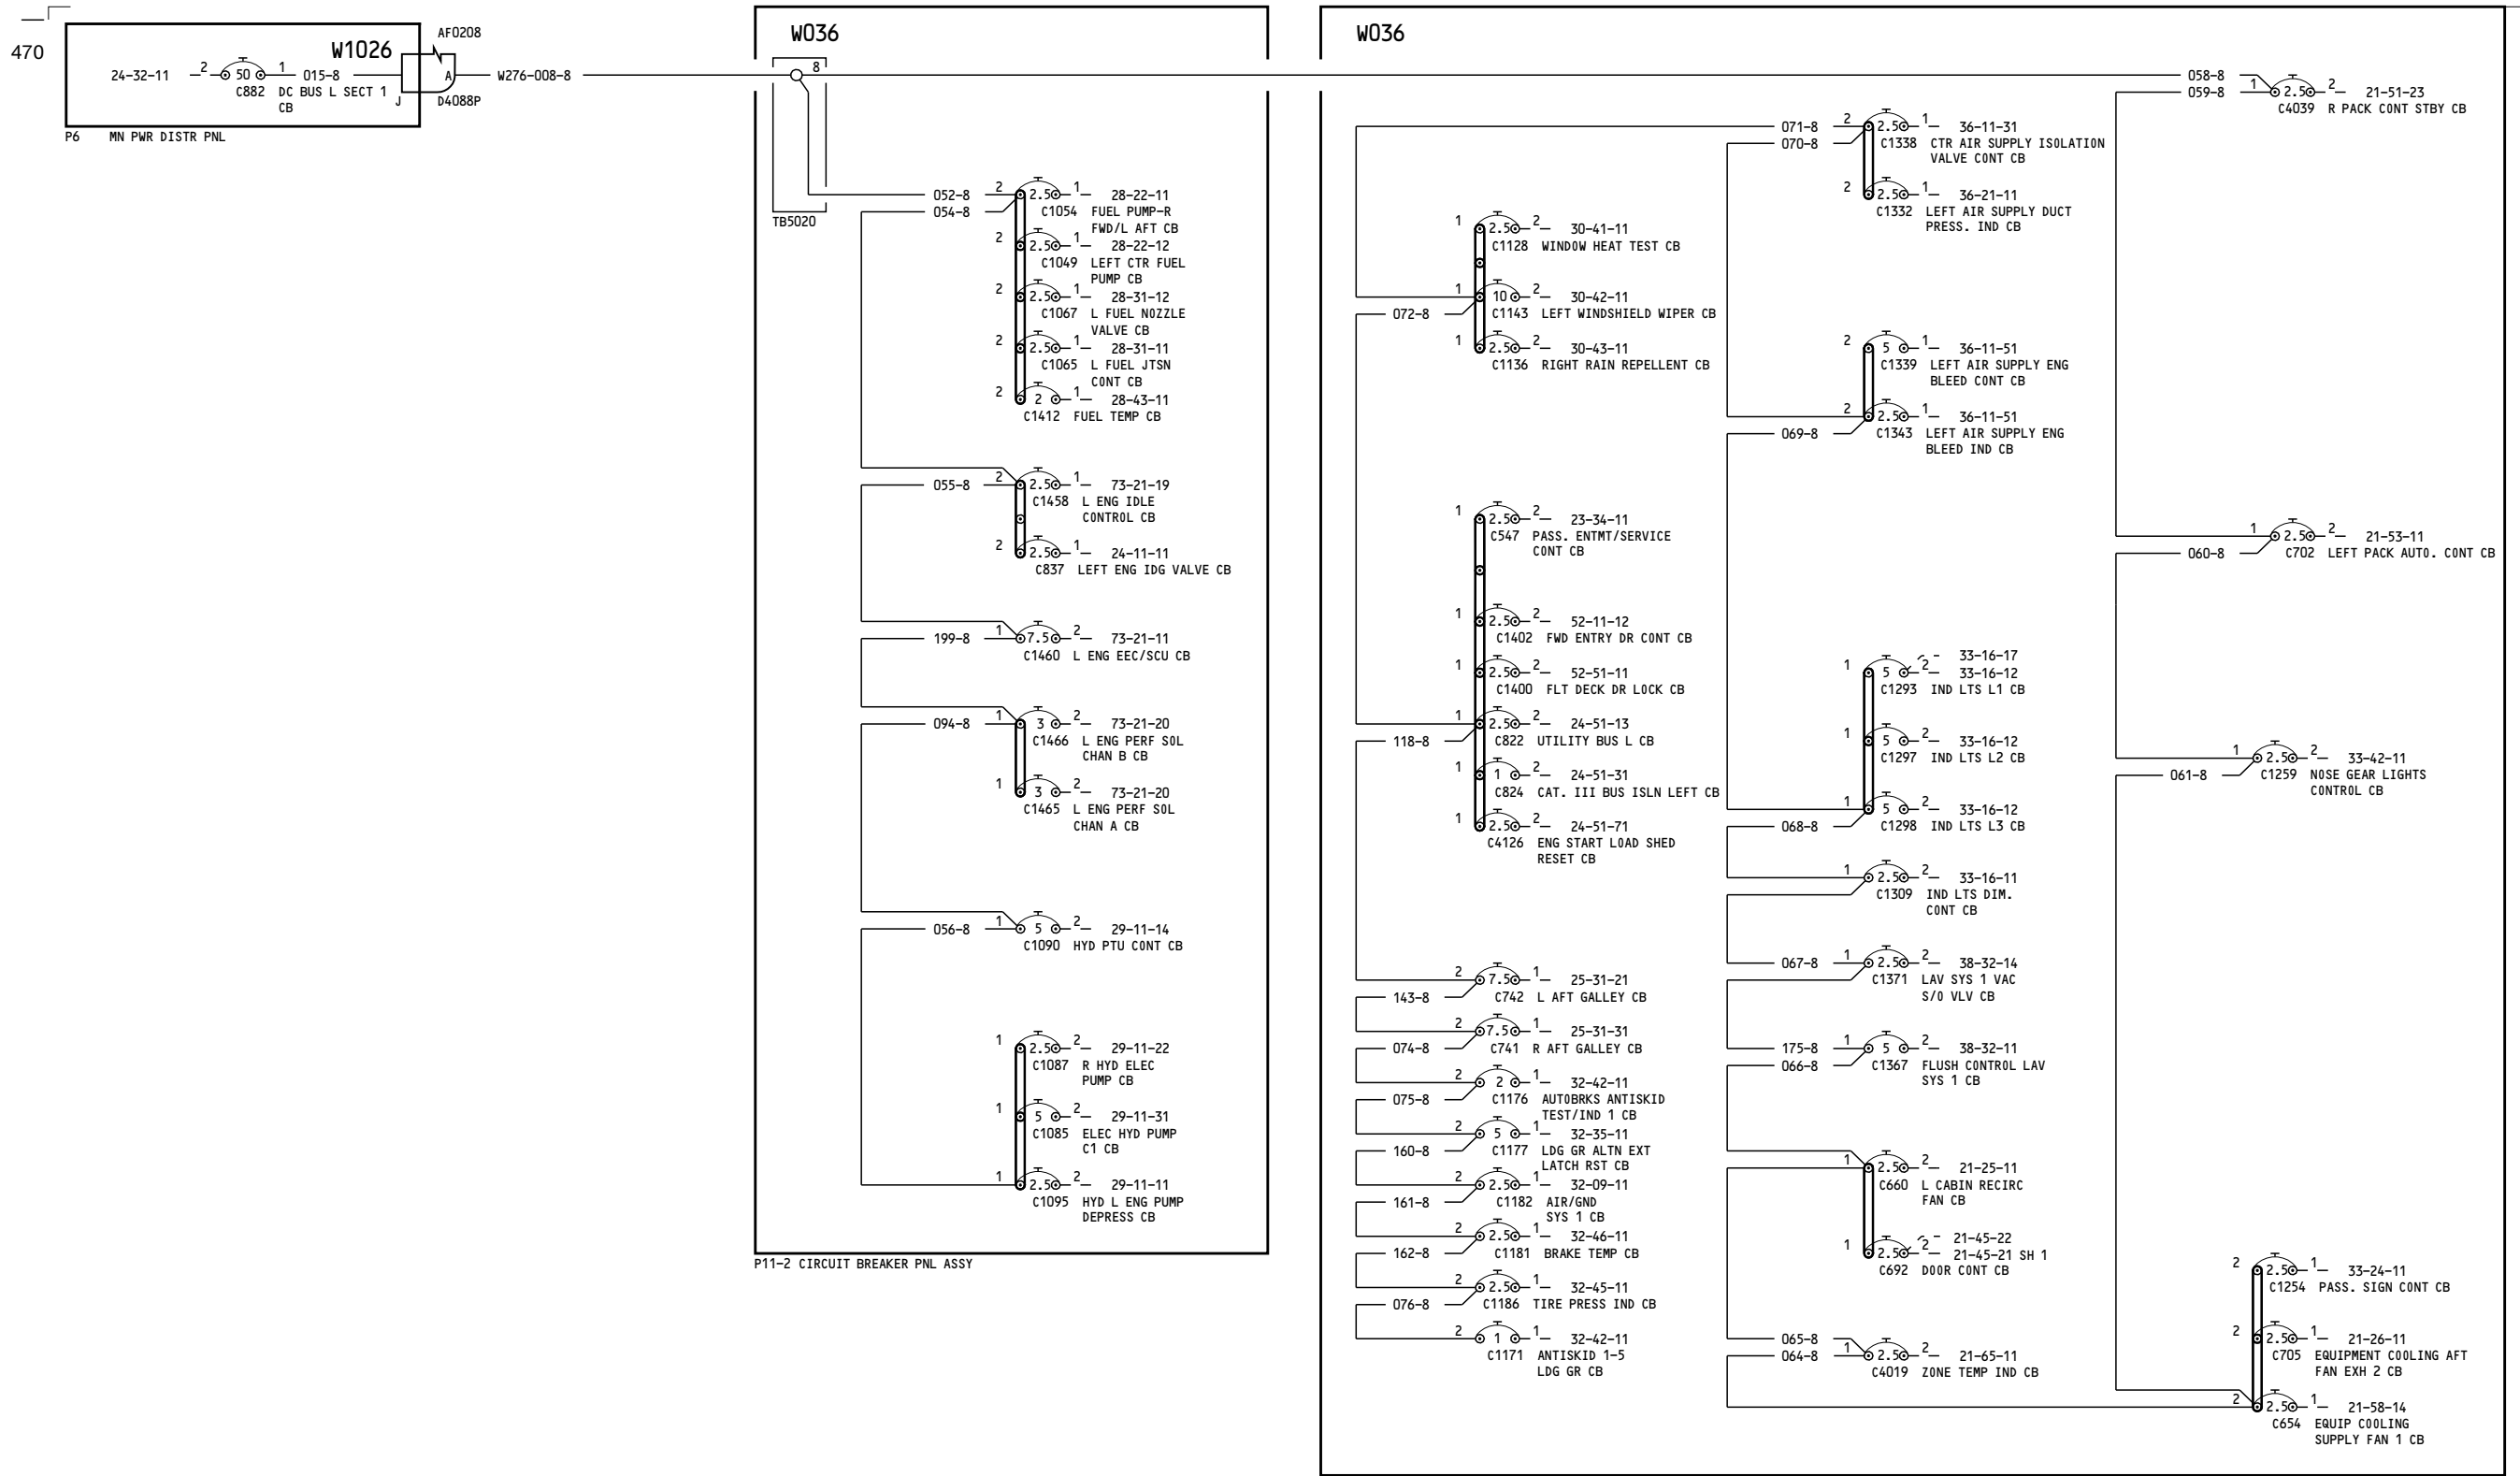 470
W1026
AF0208
24-32-11
2
50
1
015-8
A
W276-008-8
C882
DC BUS L SECT 1
CB
J
D4088P
P6
MN PWR DISTR PNL
W036
8
TB5020
052-8
2
2.5
1
28-22-11
054-8
C1054
FUEL PUMP-R
FWD/L AFT CB
2
2.5
1
28-22-12
C1049
LEFT CTR FUEL
PUMP CB
2
2.5
1
28-31-12
C1067
L FUEL NOZZLE
VALVE CB
2
2.5
1
28-31-11
C1065
L FUEL JTSN
CONT CB
2
2
1
28-43-11
C1412
FUEL TEMP CB
055-8
2
2.5
1
73-21-19
C1458
L ENG IDLE
CONTROL CB
2
2.5
1
24-11-11
C837
LEFT ENG IDG VALVE CB
199-8
1
7.5
2
73-21-11
C1460
L ENG EEC/SCU CB
094-8
1
3
2
73-21-20
C1466
L ENG PERF SOL
CHAN B CB
1
3
2
73-21-20
C1465
L ENG PERF SOL
CHAN A CB
056-8
1
5
2
29-11-14
C1090
HYD PTU CONT CB
1
2.5
2
29-11-22
C1087
R HYD ELEC
PUMP CB
1
5
2
29-11-31
C1085
ELEC HYD PUMP
C1 CB
1
2.5
2
29-11-11
C1095
HYD L ENG PUMP
DEPRESS CB
P11-2 CIRCUIT BREAKER PNL ASSY
W036
1
2.5
2
30-41-11
C1128
WINDOW HEAT TEST CB
1
10
2
30-42-11
072-8
C1143
LEFT WINDSHIELD WIPER CB
1
2.5
2
30-43-11
C1136
RIGHT RAIN REPELLENT CB
1
2.5
2
23-34-11
C547
PASS. ENTMT/SERVICE
CONT CB
1
2.5
2
52-11-12
C1402
FWD ENTRY DR CONT CB
1
2.5
2
52-51-11
C1400
FLT DECK DR LOCK CB
1
2.5
2
24-51-13
118-8
C822
UTILITY BUS L CB
1
1
2
24-51-31
C824
CAT. III BUS ISLN LEFT CB
1
2.5
2
24-51-71
C4126
ENG START LOAD SHED
RESET CB
2
7.5
1
25-31-21
143-8
C742
L AFT GALLEY CB
2
7.5
1
25-31-31
074-8
C741
R AFT GALLEY CB
2
2
1
32-42-11
075-8
C1176
AUTOBRKS ANTISKID
TEST/IND 1 CB
2
5
1
32-35-11
160-8
C1177
LDG GR ALTN EXT
LATCH RST CB
2
2.5
1
32-09-11
161-8
C1182
AIR/GND
SYS 1 CB
2
2.5
1
32-46-11
162-8
C1181
BRAKE TEMP CB
2
2.5
1
32-45-11
076-8
C1186
TIRE PRESS IND CB
2
1
1
32-42-11
C1171
ANTISKID 1-5
LDG GR CB
071-8
2
2.5
1
36-11-31
070-8
C1338
CTR AIR SUPPLY ISOLATION
VALVE CONT CB
2
2.5
1
36-21-11
C1332
LEFT AIR SUPPLY DUCT
PRESS. IND CB
2
5
1
36-11-51
C1339
LEFT AIR SUPPLY ENG
BLEED CONT CB
2
2.5
1
36-11-51
069-8
C1343
LEFT AIR SUPPLY ENG
BLEED IND CB
33-16-17
1
5
2
33-16-12
C1293
IND LTS L1 CB
1
5
2
33-16-12
C1297
IND LTS L2 CB
1
5
2
33-16-12
068-8
C1298
IND LTS L3 CB
1
2.5
2
33-16-11
C1309
IND LTS DIM.
CONT CB
067-8
1
2.5
2
38-32-14
C1371
LAV SYS 1 VAC
S/O VLV CB
175-8
1
5
2
38-32-11
066-8
C1367
FLUSH CONTROL LAV
SYS 1 CB
1
2.5
2
21-25-11
C660
L CABIN RECIRC
FAN CB
21-45-22
1
2.5
2
21-45-21 SH 1
C692
DOOR CONT CB
065-8
064-8
1
2.5
2
21-65-11
C4019
ZONE TEMP IND CB
058-8
059-8
1
2.5
2
21-51-23
C4039
R PACK CONT STBY CB
1
2.5
2
21-53-11
060-8
C702
LEFT PACK AUTO. CONT CB
1
2.5
2
33-42-11
061-8
C1259
NOSE GEAR LIGHTS
CONTROL CB
2
2.5
1
33-24-11
C1254
PASS. SIGN CONT CB
2
2.5
1
21-26-11
C705
EQUIPMENT COOLING AFT
FAN EXH 2 CB
2
2.5
1
21-58-14
C654
EQUIP COOLING
SUPPLY FAN 1 CB